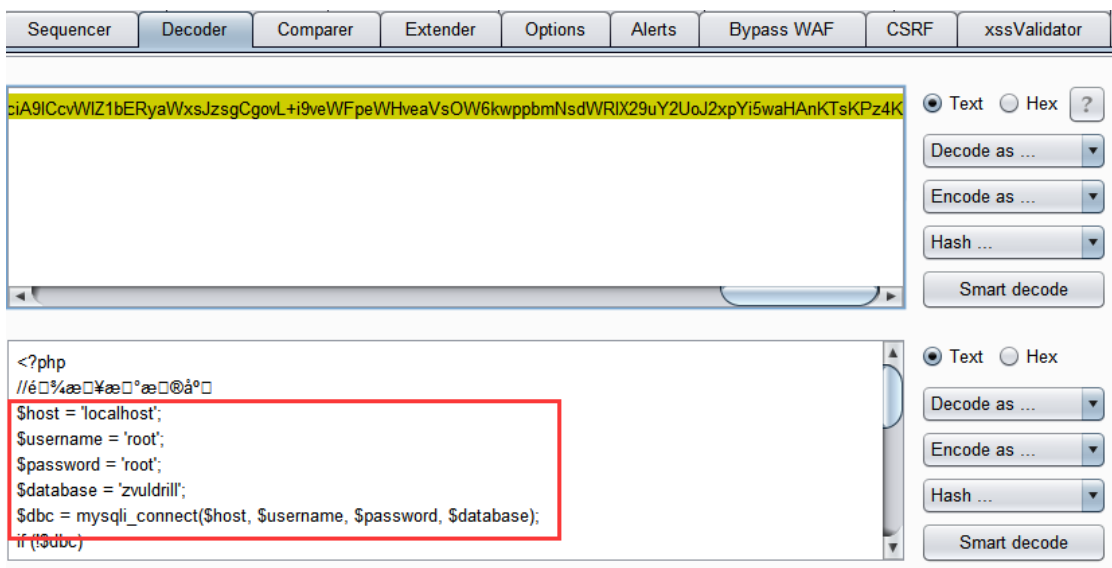 Sequencer Decoder Comparer Extender Options Alerts Bypass WAF CSRF xssValidator
ciA9ICcvWlZ1bERyaWxsJzsgCgovL+i9veWFpeWHveaVsOW6kwppbmNsdWRlX29uY2UoJ2xpYi5waHAnKTsKPz4K
Text Hex ?
Decode as ...
Encode as ...
Hash ...
Smart decode
<?php
$host = 'localhost';
$username = 'root';
$password = 'root';
$database = 'zvuldrill';
$dbc = mysqli_connect($host, $username, $password, $database);
if (!$dbc)
Text Hex
Decode as ...
Encode as ...
Hash ...
Smart decode